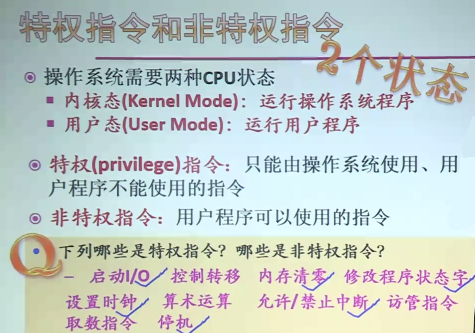 特权指令和非特权指令
2个状态
操作系统需要两种CPU状态
内核态(Kernel Mode)：运行操作系统程序
用户态(User Mode)：运行用户程序
特权(privilege)指令：只能由操作系统使用、用
户程序不能使用的指令
非特权指令：用户程序可以使用的指令
Q
下列哪些是特权指令？哪些是非特权指令？
– 启动I/O 控制转移 内存清零 修改程序状态字
设置时钟 算术运算 允许/禁止中断 访管指令
取数指令 停机